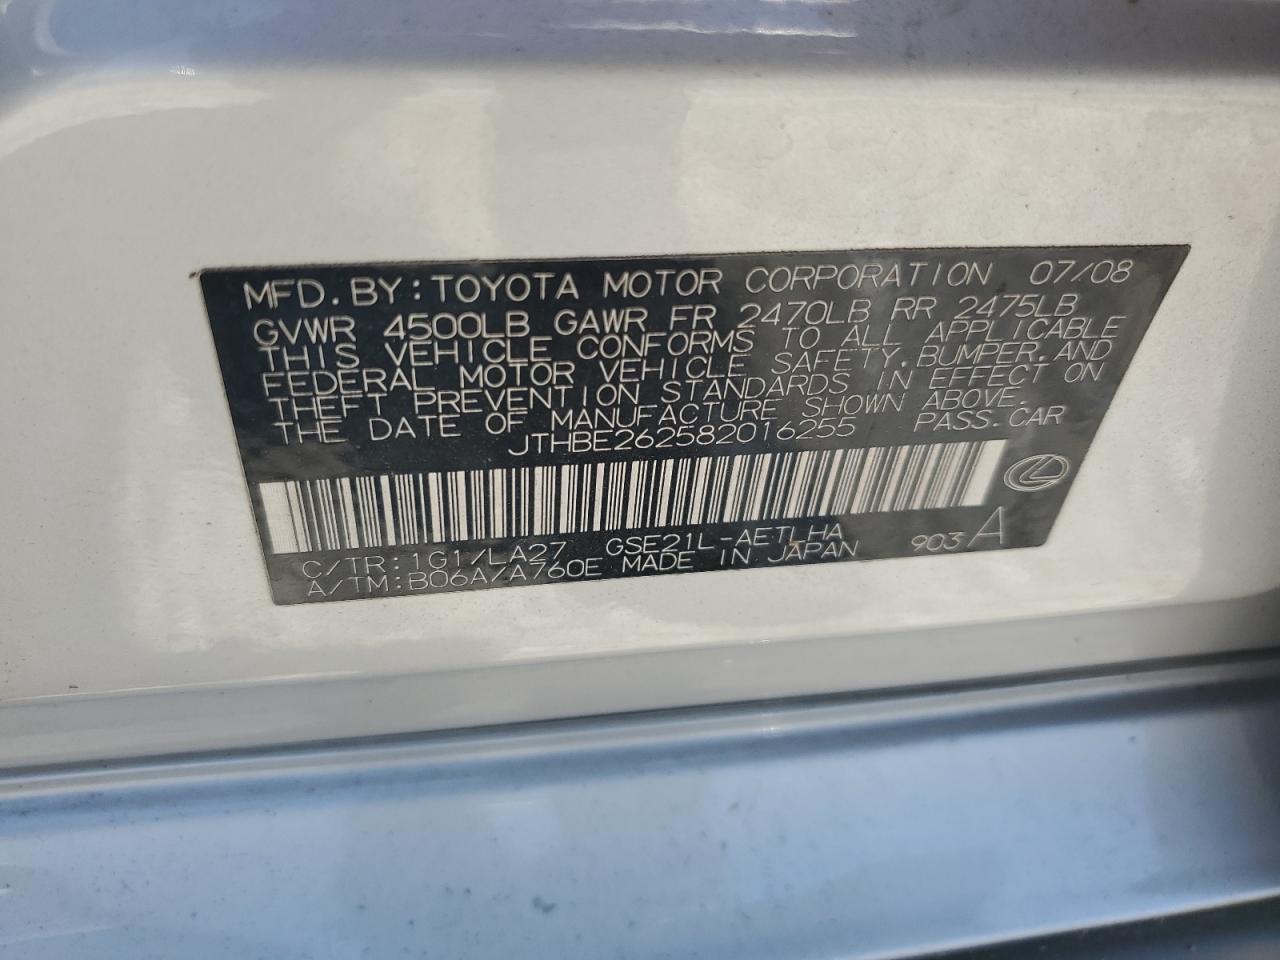 MFD. BY: TOYOTA MOTOR CORPORATION 07/08
GVWR 4500LB GAWR FR 2470LB RR 2475LB
THIS VEHICLE CONFORMS TO ALL APPLICABLE
FEDERAL MOTOR VEHICLE SAFETY, BUMPER, AND
THEFT PREVENTION STANDARDS IN EFFECT ON
THE DATE OF MANUFACTURE SHOWN ABOVE.
JTHBE262582016255 PASS. CAR
C/TR: 1G1/LA27 GSE21L-AETLHA
A/TM: B06A/A760E MADE IN JAPAN 903 A